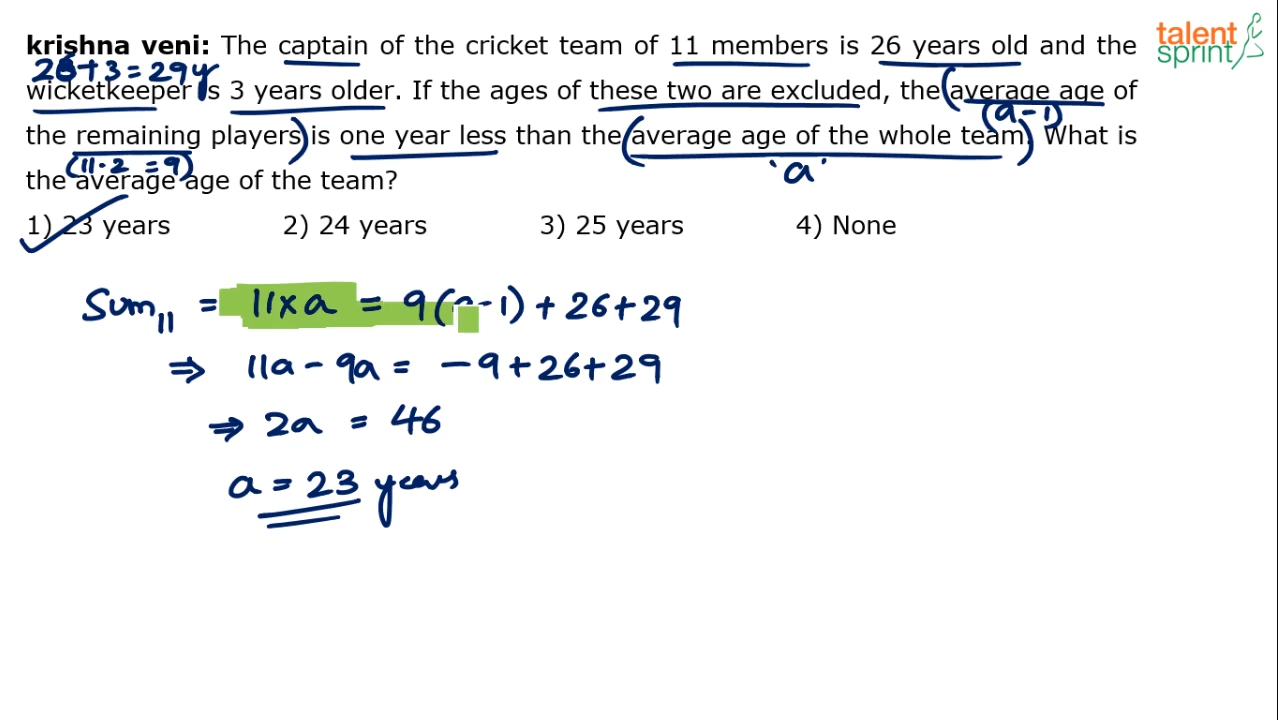 krishna veni: The captain of the cricket team of 11 members is 26 years old and the
26+3=29y
wicketkeeper is 3 years older. If the ages of these two are excluded, the (average age of
(a-1)
the remaining players) is one year less than the (average age of the whole team. What is
(11-2 =9)
'a'
the average age of the team?
1) 23 years 2) 24 years 3) 25 years 4) None
Sum11 = 11×a = 9(a-1) + 26+29
⇒ 11a - 9a = -9+26+29
⇒ 2a = 46
a = 23 years
talent
sprint